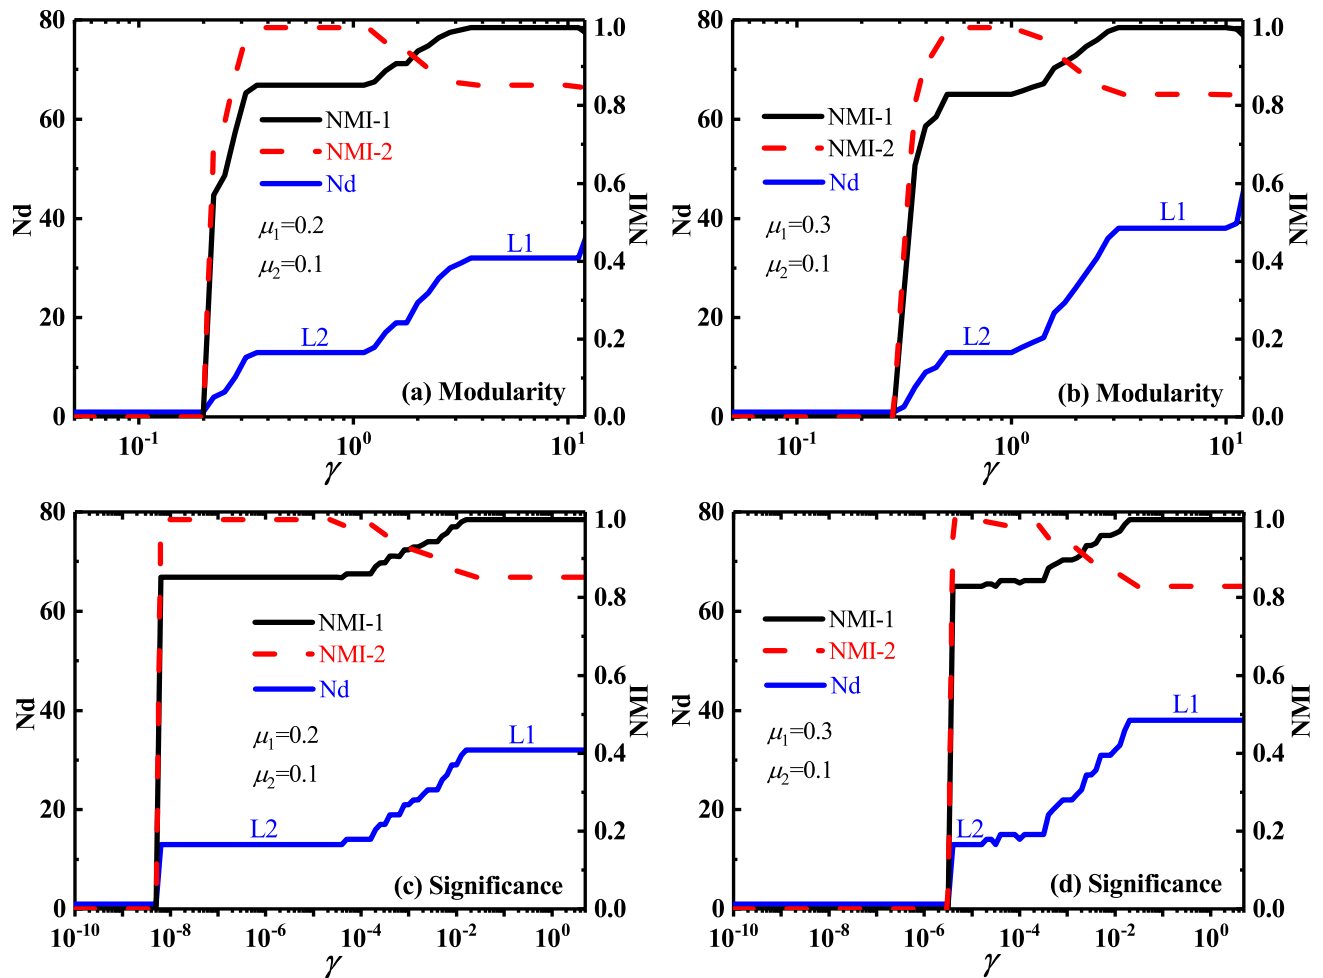 80
60
40
20
0
Nd
1.0
0.8
0.6
0.4
0.2
0.0
NMI
NMI-1
NMI-2
Nd
μ1=0.2
μ2=0.1
L1
L2
(a) Modularity
10-1
100
101
γ
80
60
40
20
0
Nd
1.0
0.8
0.6
0.4
0.2
0.0
NMI
NMI-1
NMI-2
Nd
μ1=0.3
μ2=0.1
L1
L2
(b) Modularity
10-1
100
101
γ
80
60
40
20
0
Nd
1.0
0.8
0.6
0.4
0.2
0.0
NMI
NMI-1
NMI-2
Nd
μ1=0.2
μ2=0.1
L1
L2
(c) Significance
10-10
10-8
10-6
10-4
10-2
100
γ
80
60
40
20
0
Nd
1.0
0.8
0.6
0.4
0.2
0.0
NMI
NMI-1
NMI-2
Nd
μ1=0.3
μ2=0.1
L1
L2
(d) Significance
10-10
10-8
10-6
10-4
10-2
100
γ